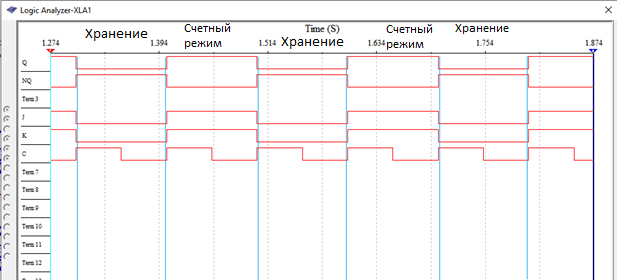 Logic Analyzer-XLA1
Time (S)
Хранение
Счетный
режим
Хранение
Счетный
режим
Хранение
1.274
1.394
1.514
1.634
1.754
1.874
Q
NQ
Term 3
J
K
C
Term 7
Term 8
Term 9
Term 10
Term 11
Term 12